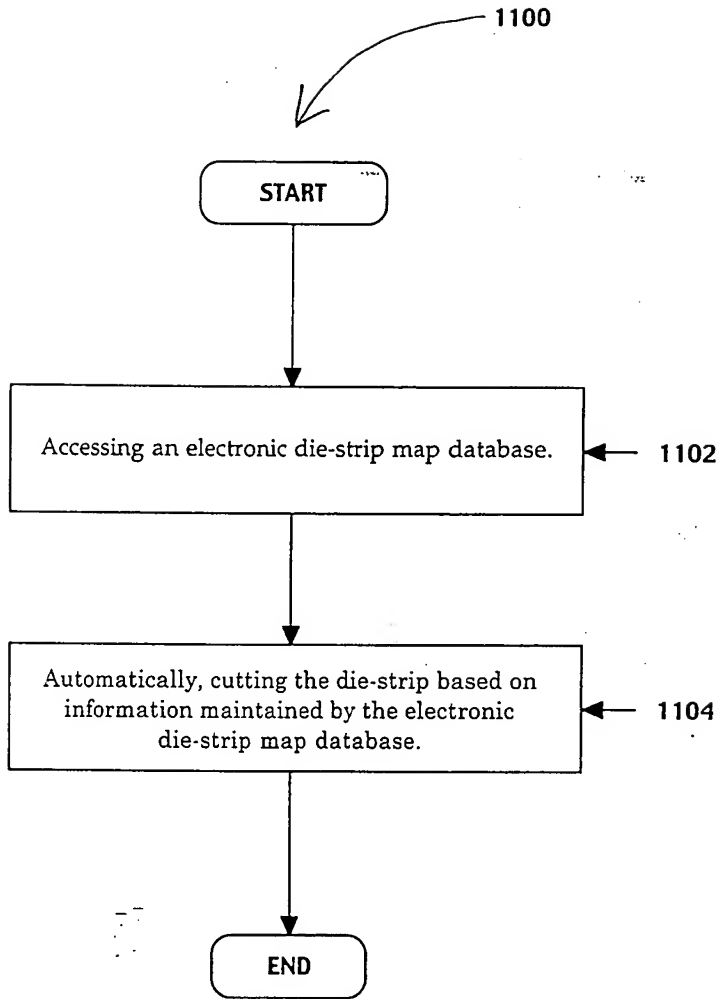 1100
START
Accessing an electronic die-strip map database.
1102
Automatically, cutting the die-strip based on
information maintained by the electronic
die-strip map database.
1104
END